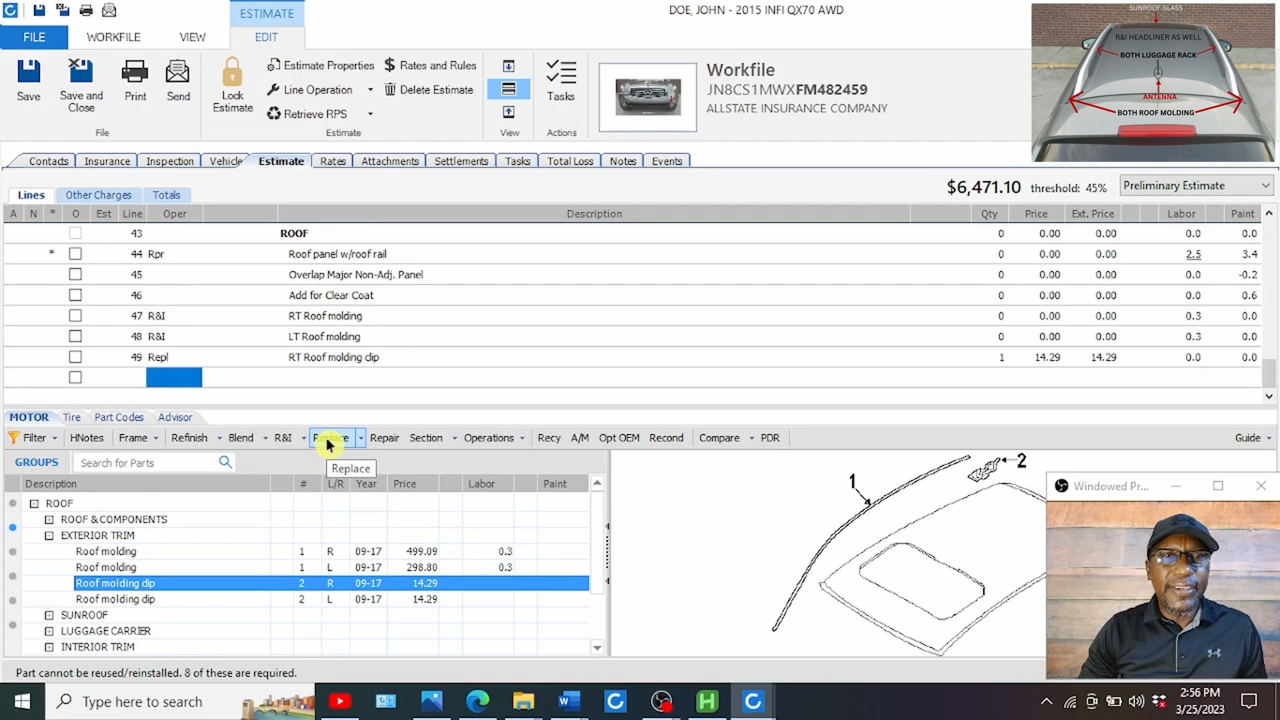 ESTIMATE
DOE, JOHN - 2015 INFI QX70 AWD
FILE WORKFILE VIEW EDIT
Save
Save and Close
Print
Send
Lock Estimate
Estimate Properties
Line Operation
Retrieve RPS
Rates and Rules
Delete Estimate
Tasks
File Estimate View Actions
Workfile
JN8CS1MWXFM482459
ALLSTATE INSURANCE COMPANY
SUNROOF GLASS
R&I HEADLINER AS WELL
BOTH LUGGAGE RACK
ANTENNA
BOTH ROOF MOLDING
Contacts Insurance Inspection Vehicle Estimate Rates Attachments Settlements Tasks Total Loss Notes Events
Lines Other Charges Totals $6,471.10 threshold: 45% Preliminary Estimate
A N * O Est Line Oper Description Qty Price Ext. Price Labor Paint
43 ROOF 0 0.00 0.00 0.0 0.0
* 44 Rpr Roof panel w/roof rail 0 0.00 0.00 2.5 3.4
45 Overlap Major Non-Adj. Panel 0 0.00 0.00 0.0 -0.2
46 Add for Clear Coat 0 0.00 0.00 0.0 0.6
47 R&I RT Roof molding 0 0.00 0.00 0.3 0.0
48 R&I LT Roof molding 0 0.00 0.00 0.3 0.0
49 Repl RT Roof molding clip 1 14.29 14.29 0.0 0.0
MOTOR Tire Part Codes Advisor
Filter HNotes Frame Refinish Blend R&I Replace Repair Section Operations Recy A/M Opt OEM Recond Compare PDR Guide
GROUPS Search for Parts
Replace
Description # L/R Year Price Labor Paint
ROOF
ROOF & COMPONENTS
EXTERIOR TRIM
Roof molding 1 R 09-17 499.09 0.3
Roof molding 1 L 09-17 298.80 0.3
Roof molding clip 2 R 09-17 14.29
Roof molding clip 2 L 09-17 14.29
SUNROOF
LUGGAGE CARRIER
INTERIOR TRIM
1
2
Windowed Pr...
Part cannot be reused/reinstalled. 8 of these are required.
Type here to search
2:56 PM
3/25/2023